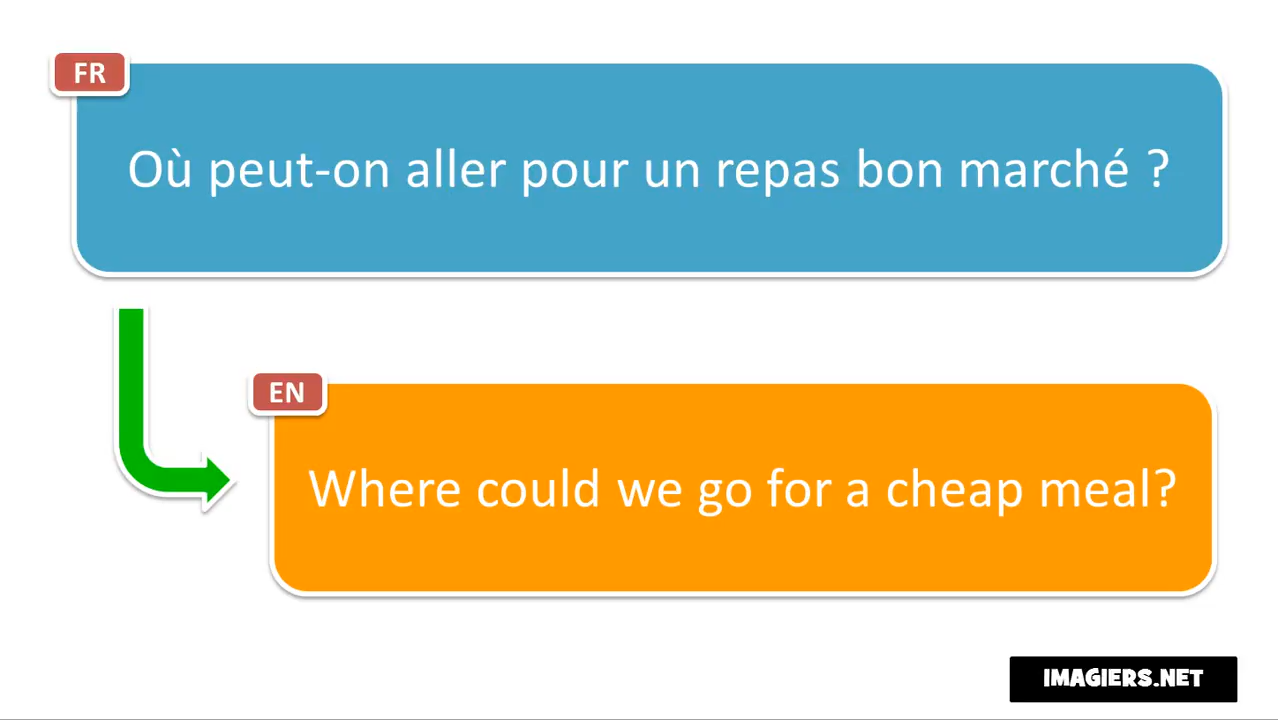 FR
Où peut-on aller pour un repas bon marché ?
EN
Where could we go for a cheap meal?
IMAGIERS.NET